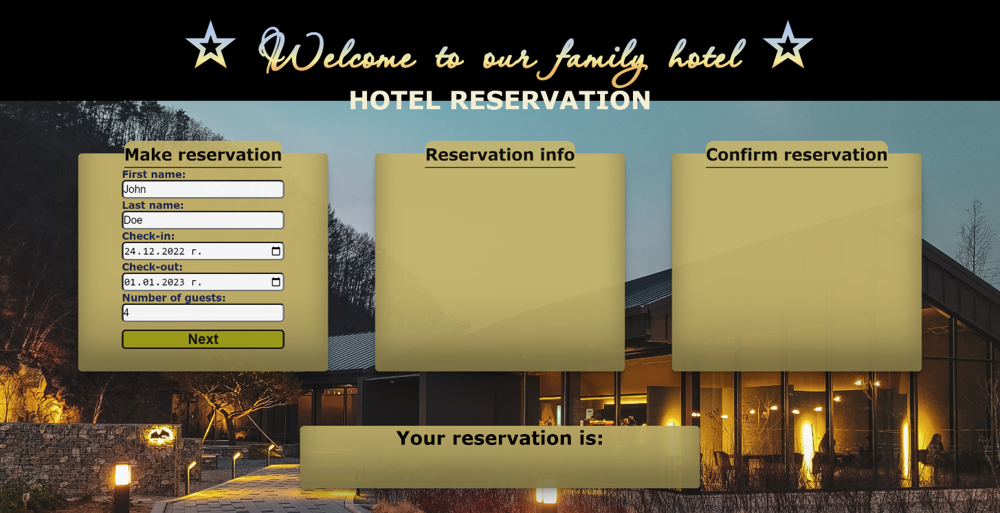 Welcome to our family hotel
HOTEL RESERVATION
Make reservation
First name:
John
Last name:
Doe
Check-in:
24.12.2022 г.
Check-out:
01.01.2023 г.
Number of guests:
4
Next
Reservation info
Confirm reservation
Your reservation is: